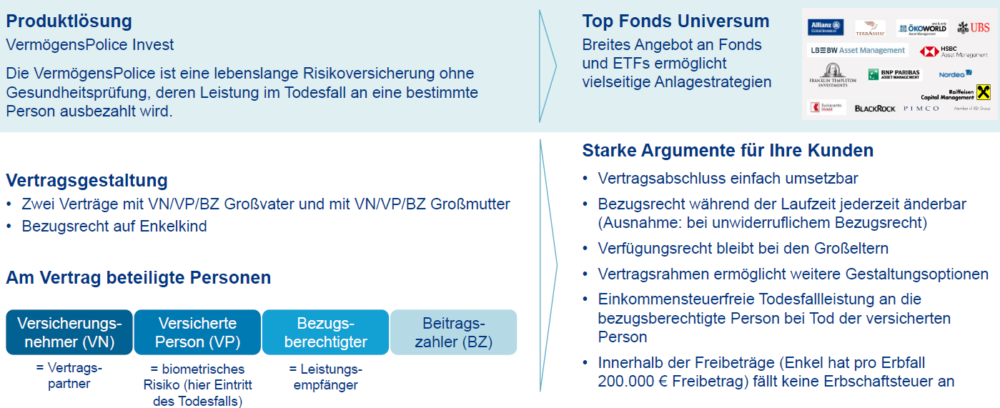 Produktlösung
VermögensPolice Invest
Die VermögensPolice ist eine lebenslange Risikoversicherung ohne
Gesundheitsprüfung, deren Leistung im Todesfall an eine bestimmte
Person ausbezahlt wird.
Top Fonds Universum
Breites Angebot an Fonds
und ETFs ermöglicht
vielseitige Anlagestrategien
Allianz
Global Investors
TERRASSISI
one & only
ÖKOWORLD
Asset Management
UBS
LBBW Asset Management
HSBC
Asset Management
FRANKLIN TEMPLETON
INVESTMENTS
BNP PARIBAS
ASSET MANAGEMENT
Nordea
Raiffeisen
Capital Management
Member of RBI Group
Swisscanto
Invest
BLACKROCK
PIMCO
Vertragsgestaltung
• Zwei Verträge mit VN/VP/BZ Großvater und mit VN/VP/BZ Großmutter
• Bezugsrecht auf Enkelkind
Am Vertrag beteiligte Personen
Versicherungs-
nehmer (VN)
= Vertrags-
partner
Versicherte
Person (VP)
= biometrisches
Risiko (hier Eintritt
des Todesfalls)
Bezugs-
berechtigter
= Leistungs-
empfänger
Beitrags-
zahler (BZ)
Starke Argumente für Ihre Kunden
• Vertragsabschluss einfach umsetzbar
• Bezugsrecht während der Laufzeit jederzeit änderbar
(Ausnahme: bei unwiderruflichem Bezugsrecht)
• Verfügungsrecht bleibt bei den Großeltern
• Vertragsrahmen ermöglicht weitere Gestaltungsoptionen
• Einkommensteuerfreie Todesfallleistung an die
bezugsberechtigte Person bei Tod der versicherten
Person
• Innerhalb der Freibeträge (Enkel hat pro Erbfall
200.000 € Freibetrag) fällt keine Erbschaftsteuer an